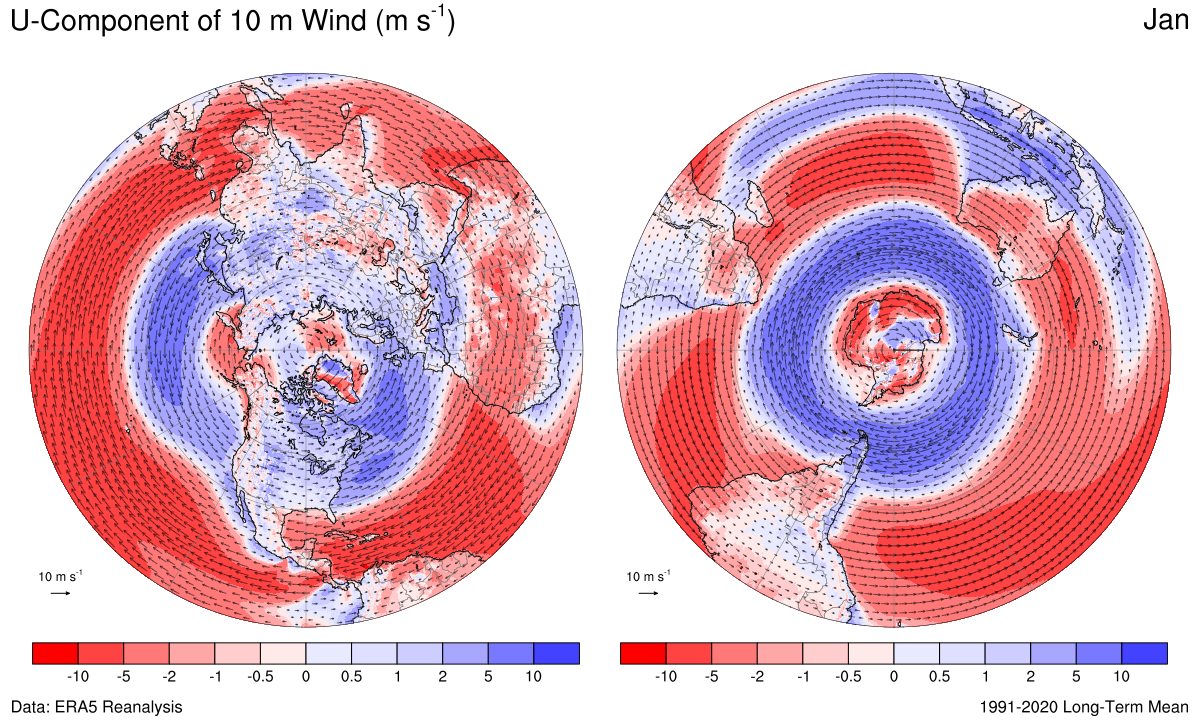 U-Component of 10 m Wind (m s⁻¹)
Jan
10 m s⁻¹
10 m s⁻¹
-10 -5 -2 -1 -0.5 0 0.5 1 2 5 10
-10 -5 -2 -1 -0.5 0 0.5 1 2 5 10
Data: ERA5 Reanalysis
1991-2020 Long-Term Mean